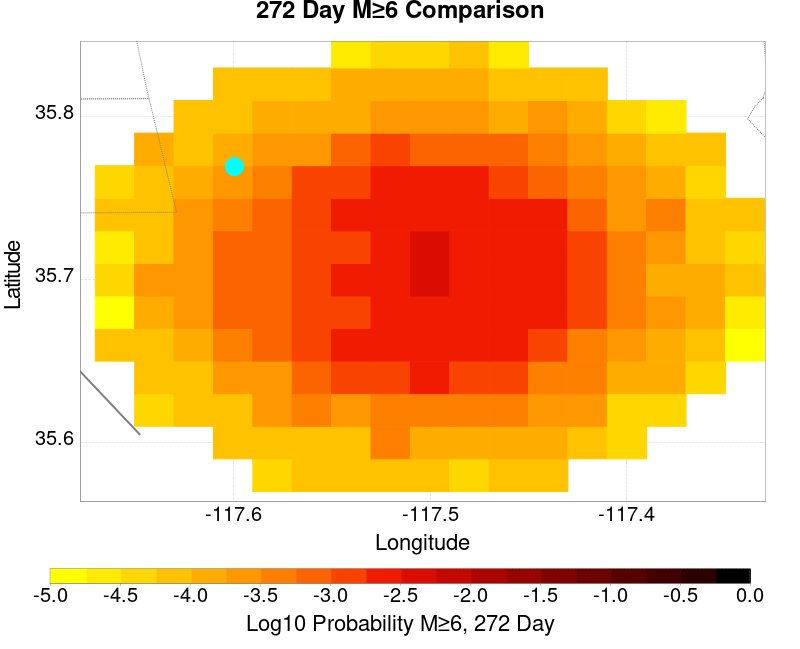 272 Day M≥6 Comparison
35.8
35.7
35.6
Latitude
-117.6 -117.5 -117.4
Longitude
-5.0 -4.5 -4.0 -3.5 -3.0 -2.5 -2.0 -1.5 -1.0 -0.5 0.0
Log10 Probability M≥6, 272 Day